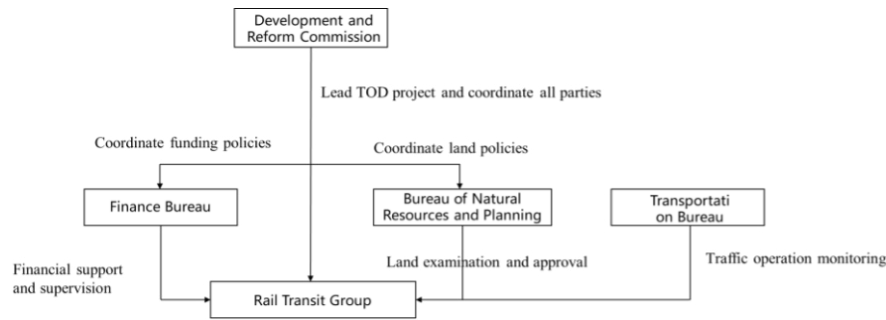 Development and
Reform Commission
Lead TOD project and coordinate all parties
Coordinate funding policies
Coordinate land policies
Finance Bureau
Bureau of Natural
Resources and Planning
Transportati
on Bureau
Financial support
and supervision
Land examination and approval
Traffic operation monitoring
Rail Transit Group